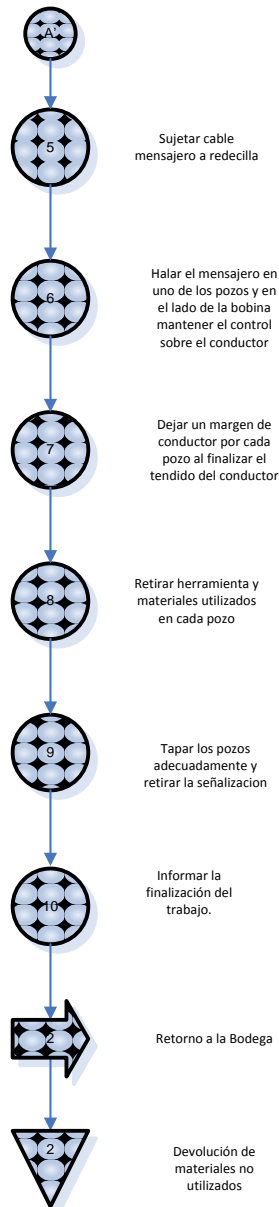 A'
5
Sujetar cable
mensajero a redecilla
6
Halar el mensajero en
uno de los pozos y en
el lado de la bobina
mantener el control
sobre el conductor
7
Dejar un margen de
conductor por cada
pozo al finalizar el
tendido del conductor
8
Retirar herramienta y
materiales utilizados
en cada pozo
9
Tapar los pozos
adecuadamente y
retirar la señalizacion
10
Informar la
finalización del
trabajo.
2
Retorno a la Bodega
2
Devolución de
materiales no
utilizados